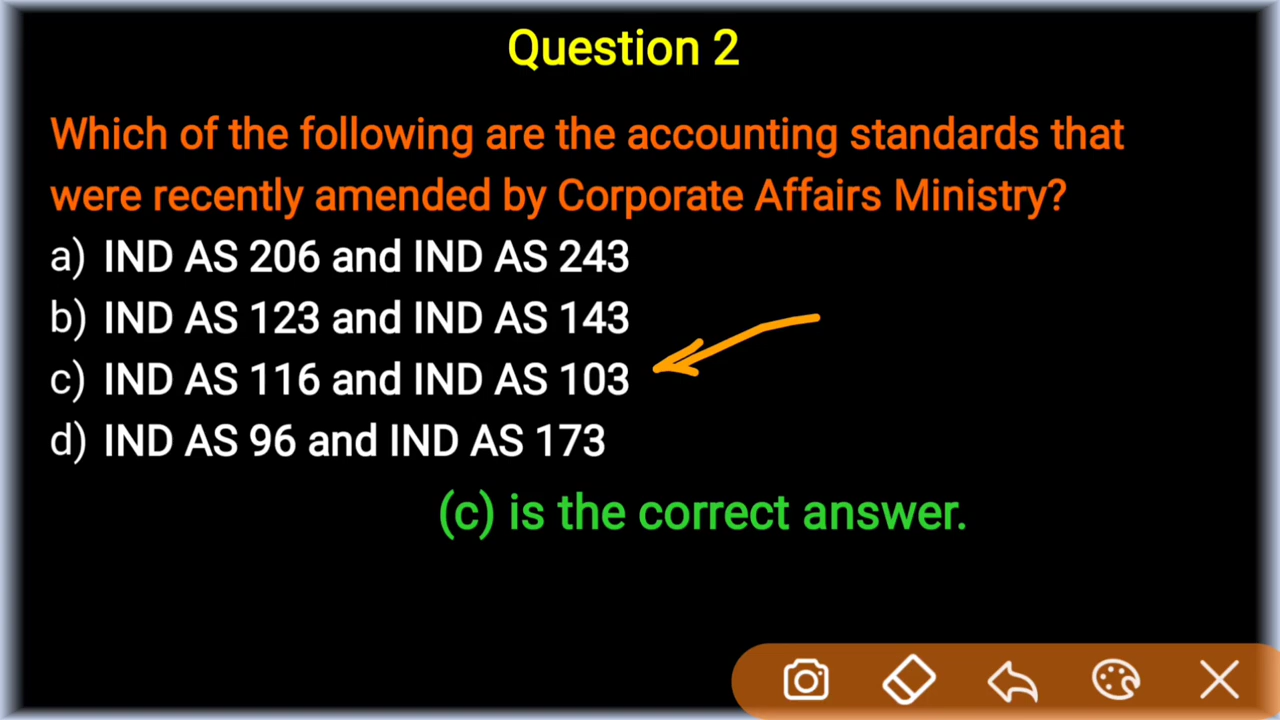 Question 2
Which of the following are the accounting standards that
were recently amended by Corporate Affairs Ministry?
a) IND AS 206 and IND AS 243
b) IND AS 123 and IND AS 143
c) IND AS 116 and IND AS 103
d) IND AS 96 and IND AS 173
(c) is the correct answer.